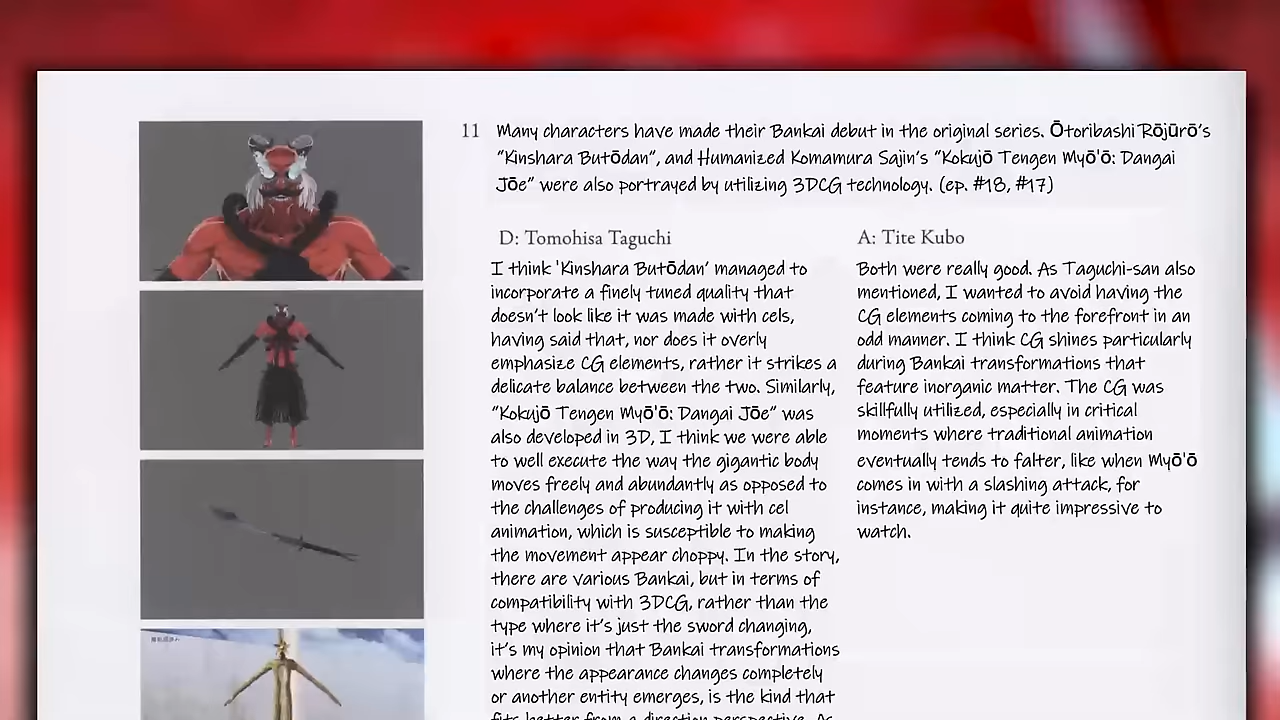 11 Many characters have made their Bankai debut in the original series. Ōtoribashi Rōjūrō's
"Kinshara Butōdan", and Humanized Komamura Sajin's "Kokujō Tengen Myō'ō: Dangai
Jōe" were also portrayed by utilizing 3DCG technology. (ep. #18, #17)
D: Tomohisa Taguchi
I think 'Kinshara Butōdan' managed to
incorporate a finely tuned quality that
doesn't look like it was made with cels,
having said that, nor does it overly
emphasize CG elements, rather it strikes a
delicate balance between the two. Similarly,
"Kokujō Tengen Myō'ō: Dangai Jōe" was
also developed in 3D, I think we were able
to well execute the way the gigantic body
moves freely and abundantly as opposed to
the challenges of producing it with cel
animation, which is susceptible to making
the movement appear choppy. In the story,
there are various Bankai, but in terms of
compatibility with 3DCG, rather than the
type where it's just the sword changing,
it's my opinion that Bankai transformations
where the appearance changes completely
or another entity emerges, is the kind that
fits better from a direction perspective. As
A: Tite Kubo
Both were really good. As Taguchi-san also
mentioned, I wanted to avoid having the
CG elements coming to the forefront in an
odd manner. I think CG shines particularly
during Bankai transformations that
feature inorganic matter. The CG was
skillfully utilized, especially in critical
moments where traditional animation
eventually tends to falter, like when Myō'ō
comes in with a slashing attack, for
instance, making it quite impressive to
watch.